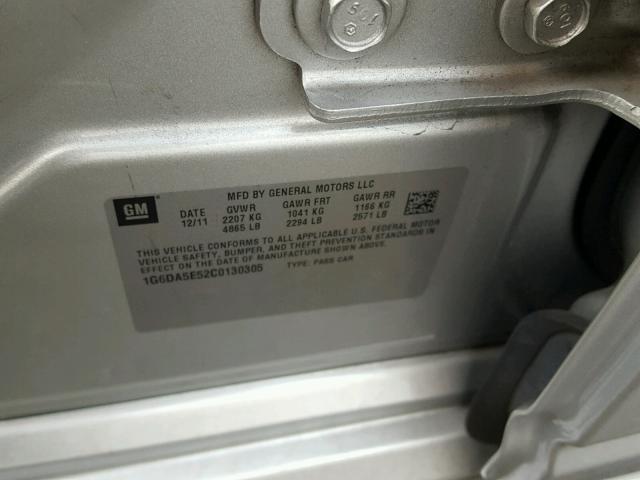 GM
MFD BY GENERAL MOTORS LLC
DATE GVWR GAWR FRT GAWR RR
12/11 2207 KG 1041 KG 1166 KG
4865 LB 2294 LB 2571 LB
THIS VEHICLE CONFORMS TO ALL APPLICABLE U.S. FEDERAL MOTOR
VEHICLE SAFETY, BUMPER, AND THEFT PREVENTION STANDARDS IN
EFFECT ON THE DATE OF MANUFACTURE SHOWN ABOVE.
1G6DA5E52C0130305 TYPE: PASS CAR